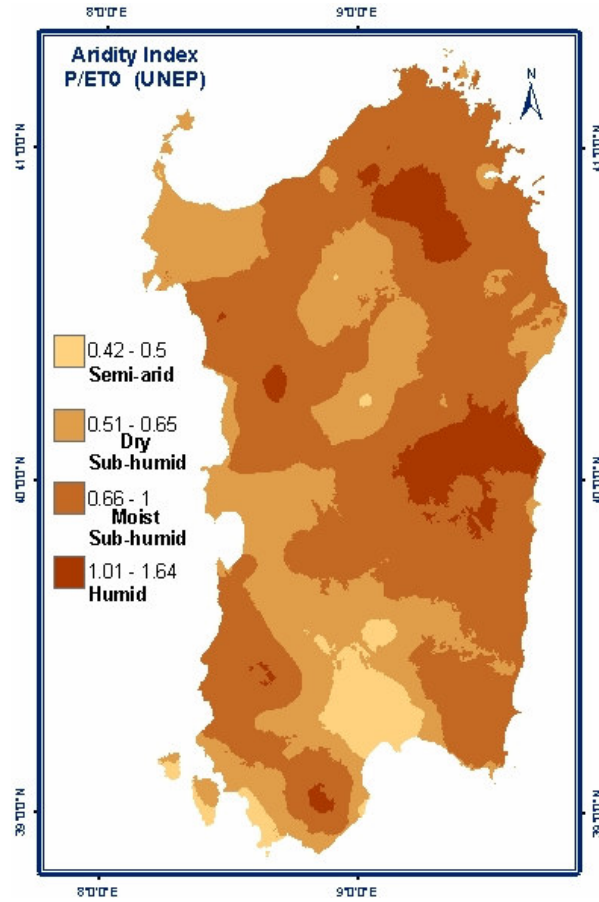 8°0'0"E 9°0'0"E
Aridity Index
P/ET0 (UNEP)
N
41°0'0"N 41°0'0"N
0.42 - 0.5
Semi-arid
0.51 - 0.65
Dry
Sub-humid
0.66 - 1
Moist
Sub-humid
1.01 - 1.64
Humid
40°0'0"N 40°0'0"N
39°0'0"N 39°0'0"N
8°0'0"E 9°0'0"E